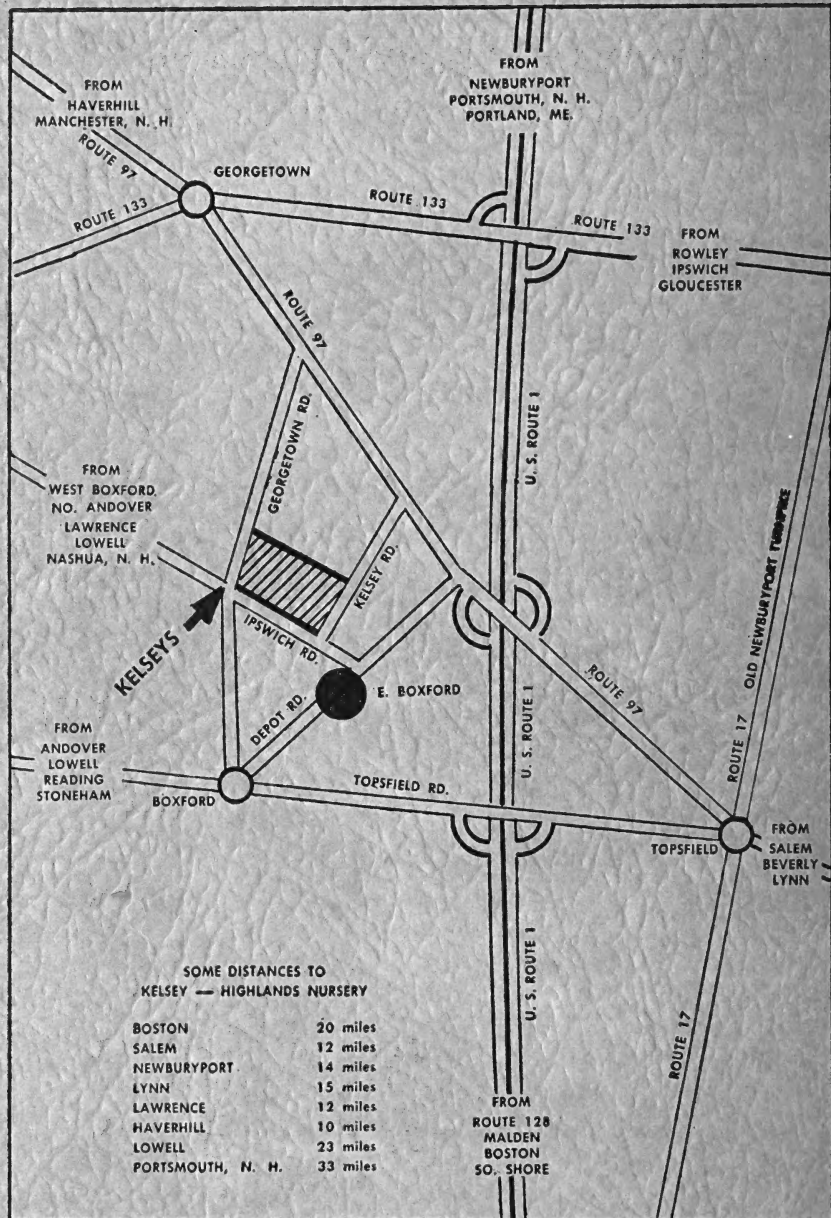 FROM
HAVERHILL
MANCHESTER, N. H.
ROUTE 97
FROM
NEWBURYPORT
PORTSMOUTH, N. H.
PORTLAND, ME.
GEORGETOWN
ROUTE 133
ROUTE 133
ROUTE 133
FROM
ROWLEY
IPSWICH
GLOUCESTER
ROUTE 97
GEORGETOWN RD.
U. S. ROUTE 1
FROM
WEST BOXFORD.
NO. ANDOVER
LAWRENCE
LOWELL
NASHUA, N. H.
KELSEY RD.
KELSEYS
IPSWICH RD.
OLD NEWBURYPORT TURNPIKE
ROUTE 97
E. BOXFORD
DEPOT RD.
U. S. ROUTE 1
ROUTE 17
FROM
ANDOVER
LOWELL
READING
STONEHAM
BOXFORD
TOPSFIELD RD.
TOPSFIELD
FROM
SALEM
BEVERLY
LYNN
U. S. ROUTE 1
ROUTE 17
SOME DISTANCES TO
KELSEY — HIGHLANDS NURSERY
BOSTON 20 miles
SALEM 12 miles
NEWBURYPORT 14 miles
LYNN 15 miles
LAWRENCE 12 miles
HAVERHILL 10 miles
LOWELL 23 miles
PORTSMOUTH, N. H. 33 miles
FROM
ROUTE 128
MALDEN
BOSTON
SO. SHORE